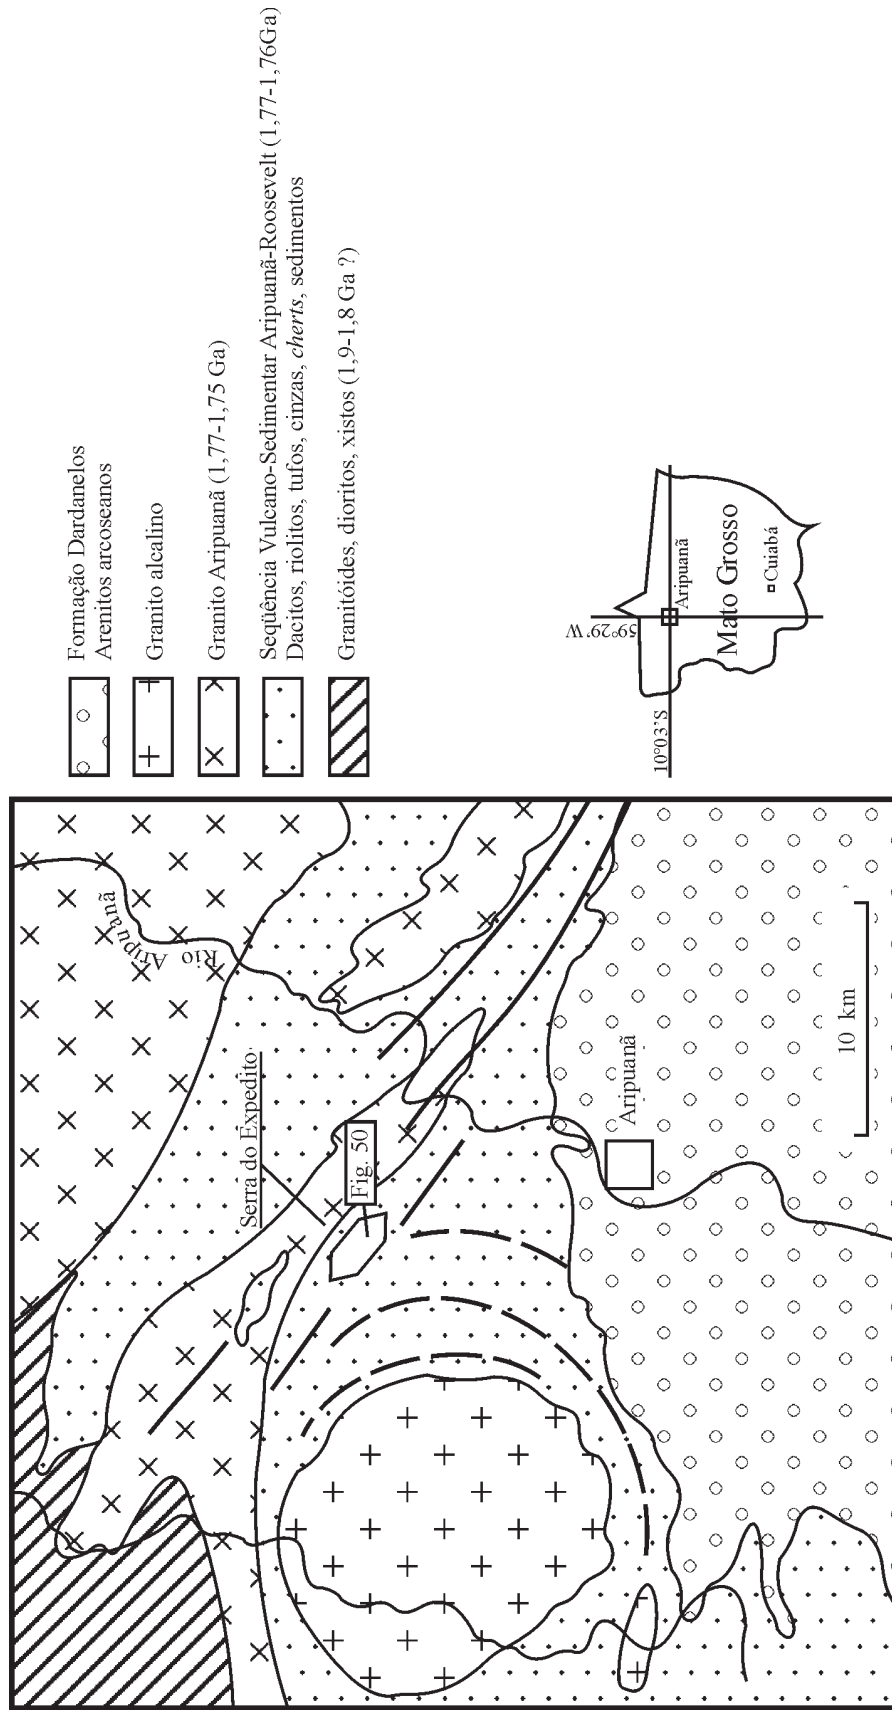 Formação Dardanelos
Arenitos arcoseanos
Granito alcalino
Granito Aripuanã (1,77-1,75 Ga)
Seqüência Vulcano-Sedimentar Aripuanã-Roosevelt (1,77-1,76Ga)
Dacitos, riolitos, tufos, cinzas, cherts, sedimentos
Granitóides, dioritos, xistos (1,9-1,8 Ga ?)
Rio Aripuanã
Serra do Expedito
Fig. 50
Aripuanã
10 km
59°29'W
10°03'S
Aripuanã
Mato Grosso
Cuiabá